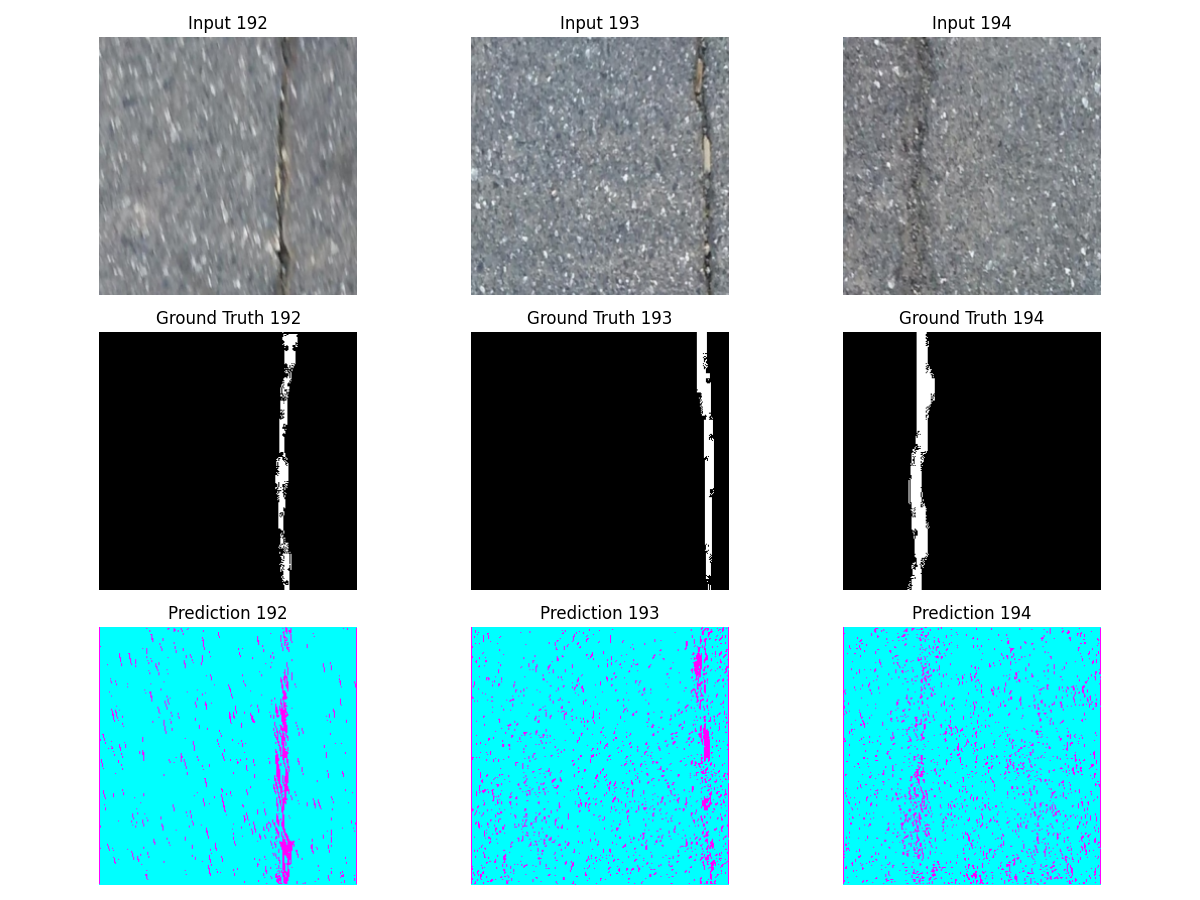 Input 192
Input 193
Input 194
Ground Truth 192
Ground Truth 193
Ground Truth 194
Prediction 192
Prediction 193
Prediction 194